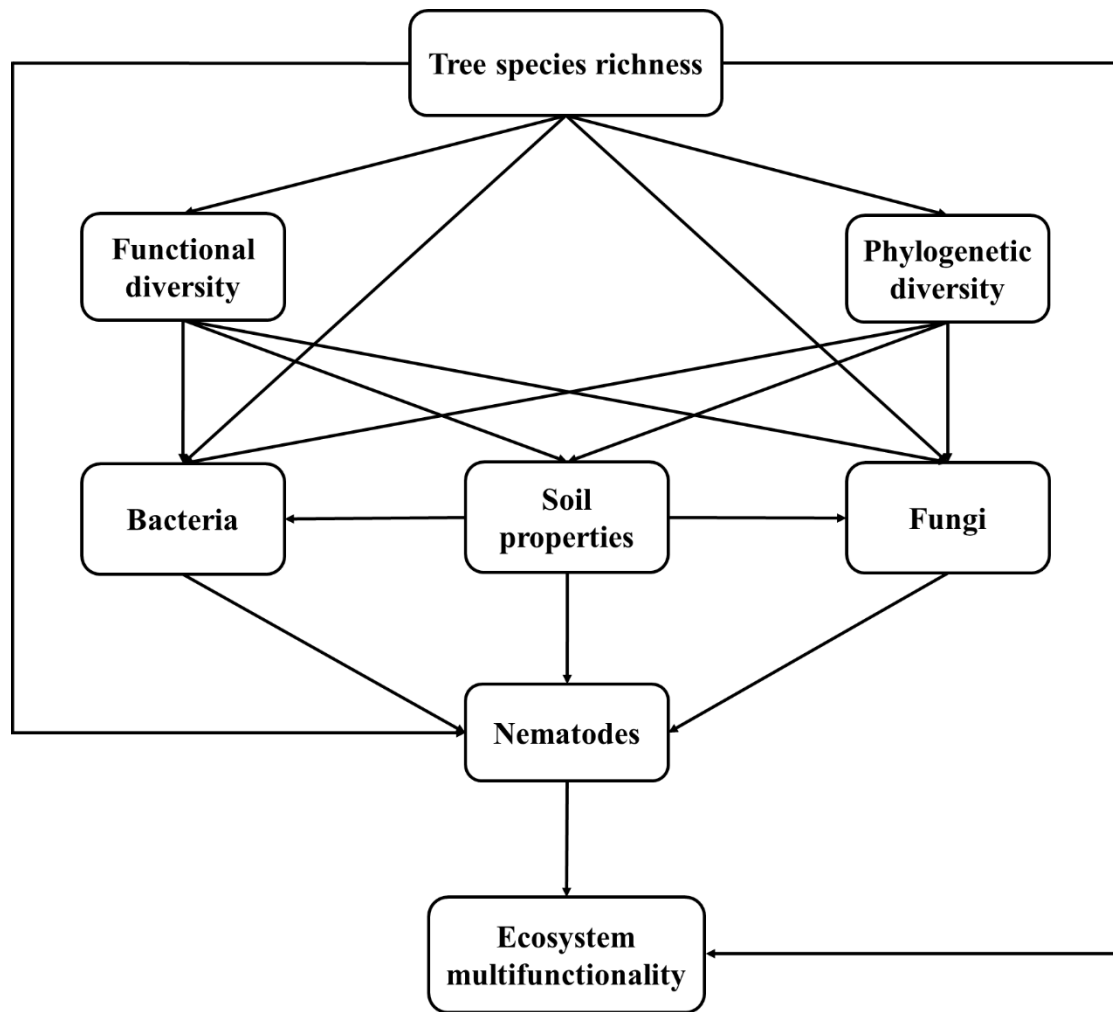 Tree species richness
Functional
diversity
Phylogenetic
diversity
Bacteria
Soil
properties
Fungi
Nematodes
Ecosystem
multifunctionality